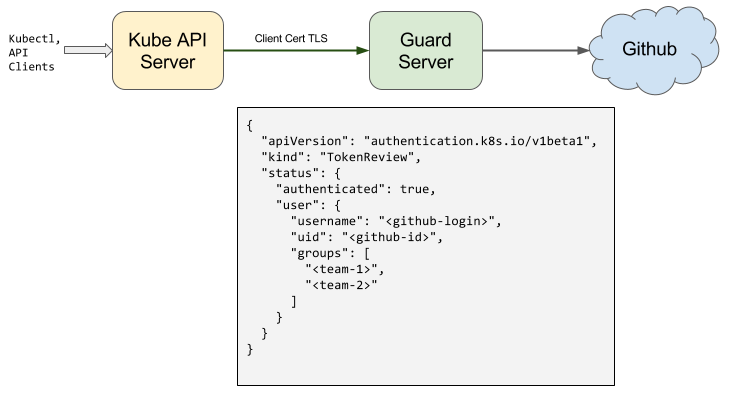 Kubectl,
API
Clients
Kube API
Server
Client Cert TLS
Guard
Server
Github
{
  "apiVersion": "authentication.k8s.io/v1beta1",
  "kind": "TokenReview",
  "status": {
    "authenticated": true,
    "user": {
      "username": "<github-login>",
      "uid": "<github-id>",
      "groups": [
        "<team-1>",
        "<team-2>"
      ]
    }
  }
}